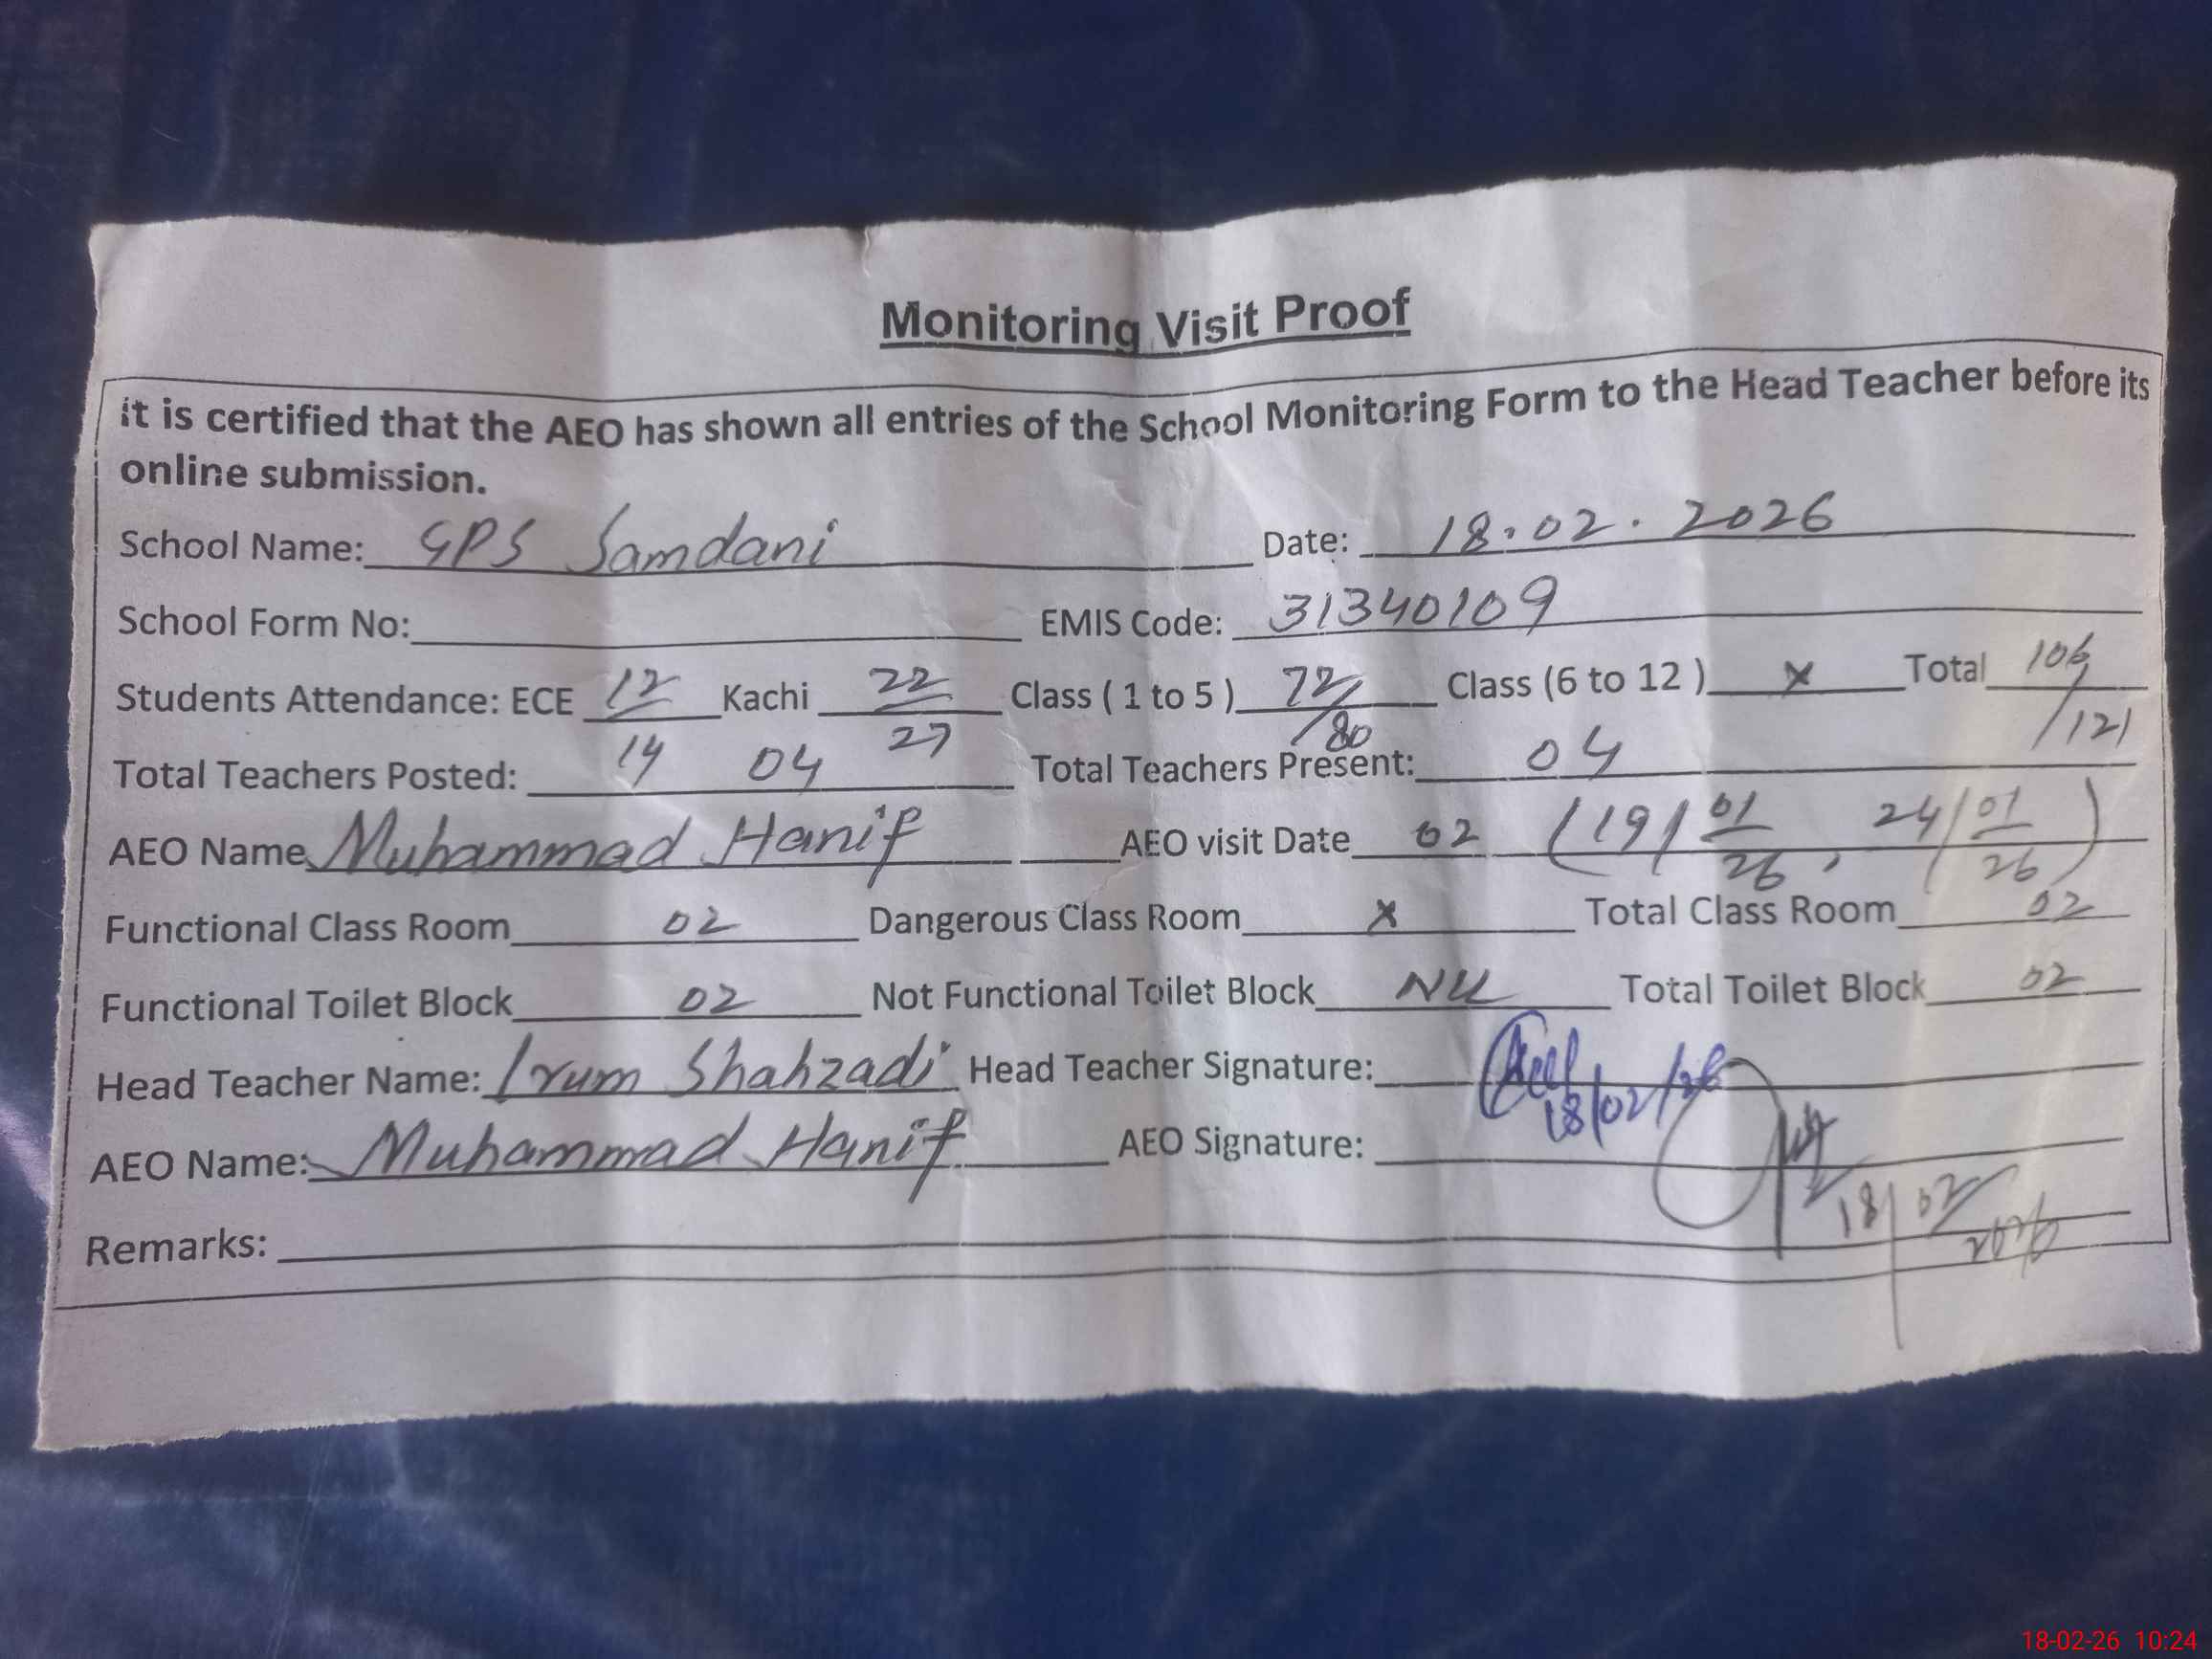 Monitoring Visit Proof
it is certified that the AEO has shown all entries of the School Monitoring Form to the Head Teacher before its
online submission.
School Name: GPS Samdani Date: 18.02.2026
School Form No: EMIS Code: 31340109
Students Attendance: ECE 12/14 Kachi 22/27 Class ( 1 to 5 ) 72/80 Class (6 to 12 ) x Total 106/121
Total Teachers Posted: 04 Total Teachers Present: 04
AEO Name Muhammad Hanif AEO visit Date 02 (19/01/26, 24/01/26)
Functional Class Room 02 Dangerous Class Room x Total Class Room 02
Functional Toilet Block 02 Not Functional Toilet Block Nil Total Toilet Block 02
Head Teacher Name: Irum Shahzadi Head Teacher Signature: 18/02/26
AEO Name: Muhammad Hanif AEO Signature: 18/02/2026
Remarks:
18-02-26 10:24